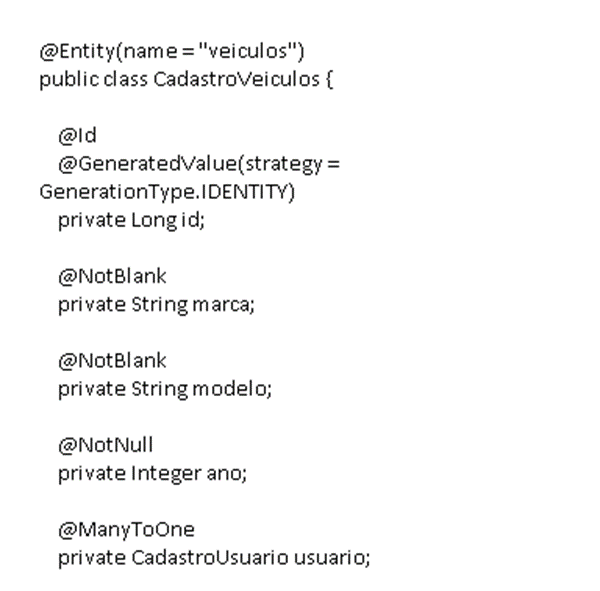 @Entity(name = "veiculos")
public class CadastroVeiculos {
@Id
@GeneratedValue(strategy =
GenerationType.IDENTITY)
private Long id;
@NotBlank
private String marca;
@NotBlank
private String modelo;
@NotNull
private Integer ano;
@ManyToOne
private CadastroUsuario usuario;